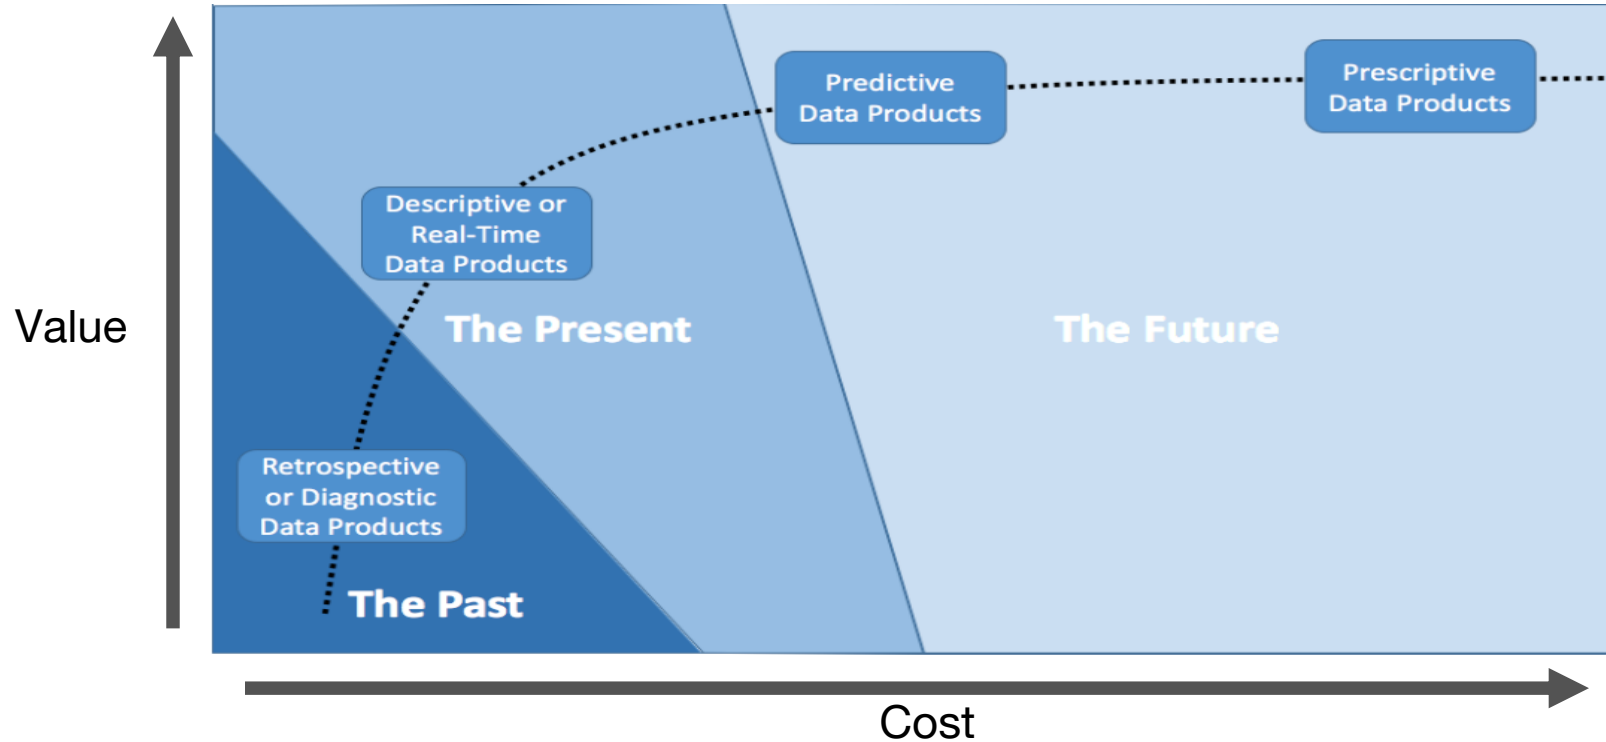 Predictive
Data Products
Prescriptive
Data Products
Descriptive or
Real-Time
Data Products
Value
The Present
The Future
Retrospective
or Diagnostic
Data Products
The Past
Cost